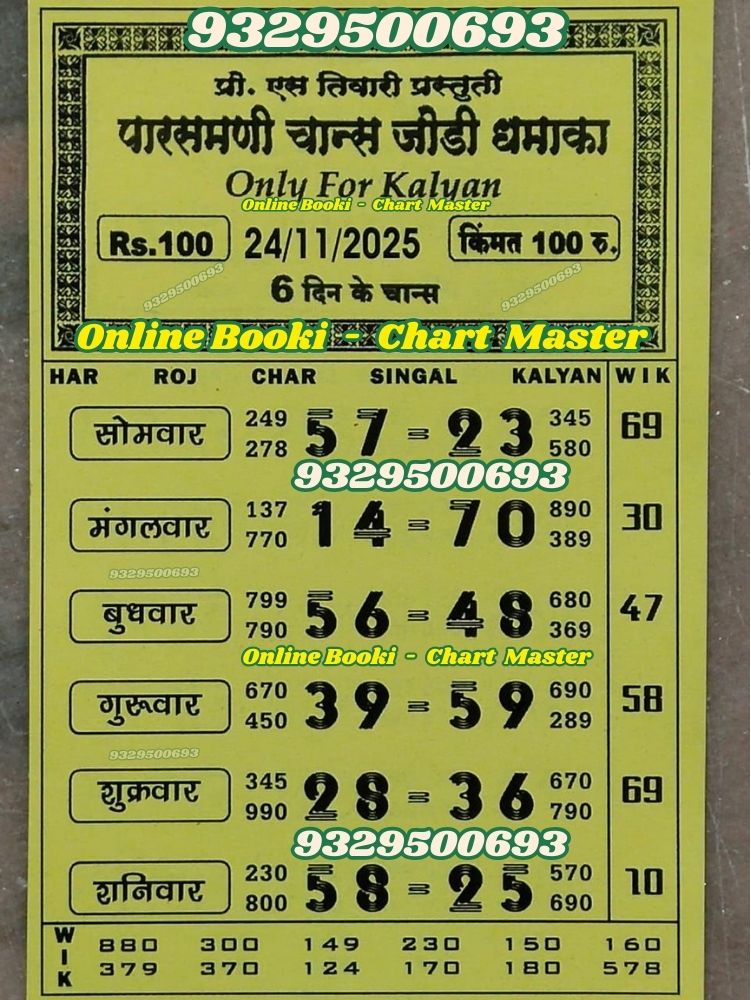 9329500693
प्री. एस तिवारी प्रस्तुती
पारसमणी चान्स जोडी धमाका
Only For Kalyan
Online Booki - Chart Master
Rs.100 24/11/2025 किंमत 100 रु.
9329500693 9329500693
6 दिन के चान्स
Online Booki - Chart Master
HAR ROJ CHAR SINGAL KALYAN WIK
सोमवार 249 278 57 = 23 345 580 69
9329500693
मंगलवार 137 770 14 = 70 890 389 30
9329500693
बुधवार 799 790 56 = 48 680 369 47
Online Booki - Chart Master
गुरूवार 670 450 39 = 59 690 289 58
9329500693
शुक्रवार 345 990 28 = 36 670 790 69
9329500693
शनिवार 230 800 58 = 25 570 690 10
WIK
880 300 149 230 150 160
379 370 124 170 180 578